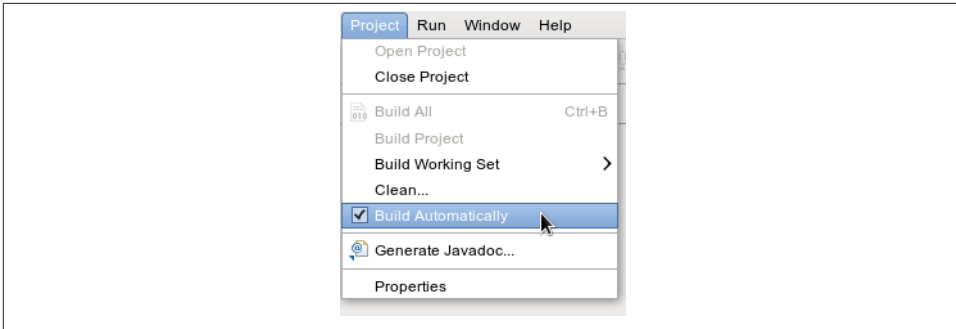 Project Run Window Help
Open Project
Close Project
Build All Ctrl+B
Build Project
Build Working Set
Clean...
Build Automatically
Generate Javadoc...
Properties